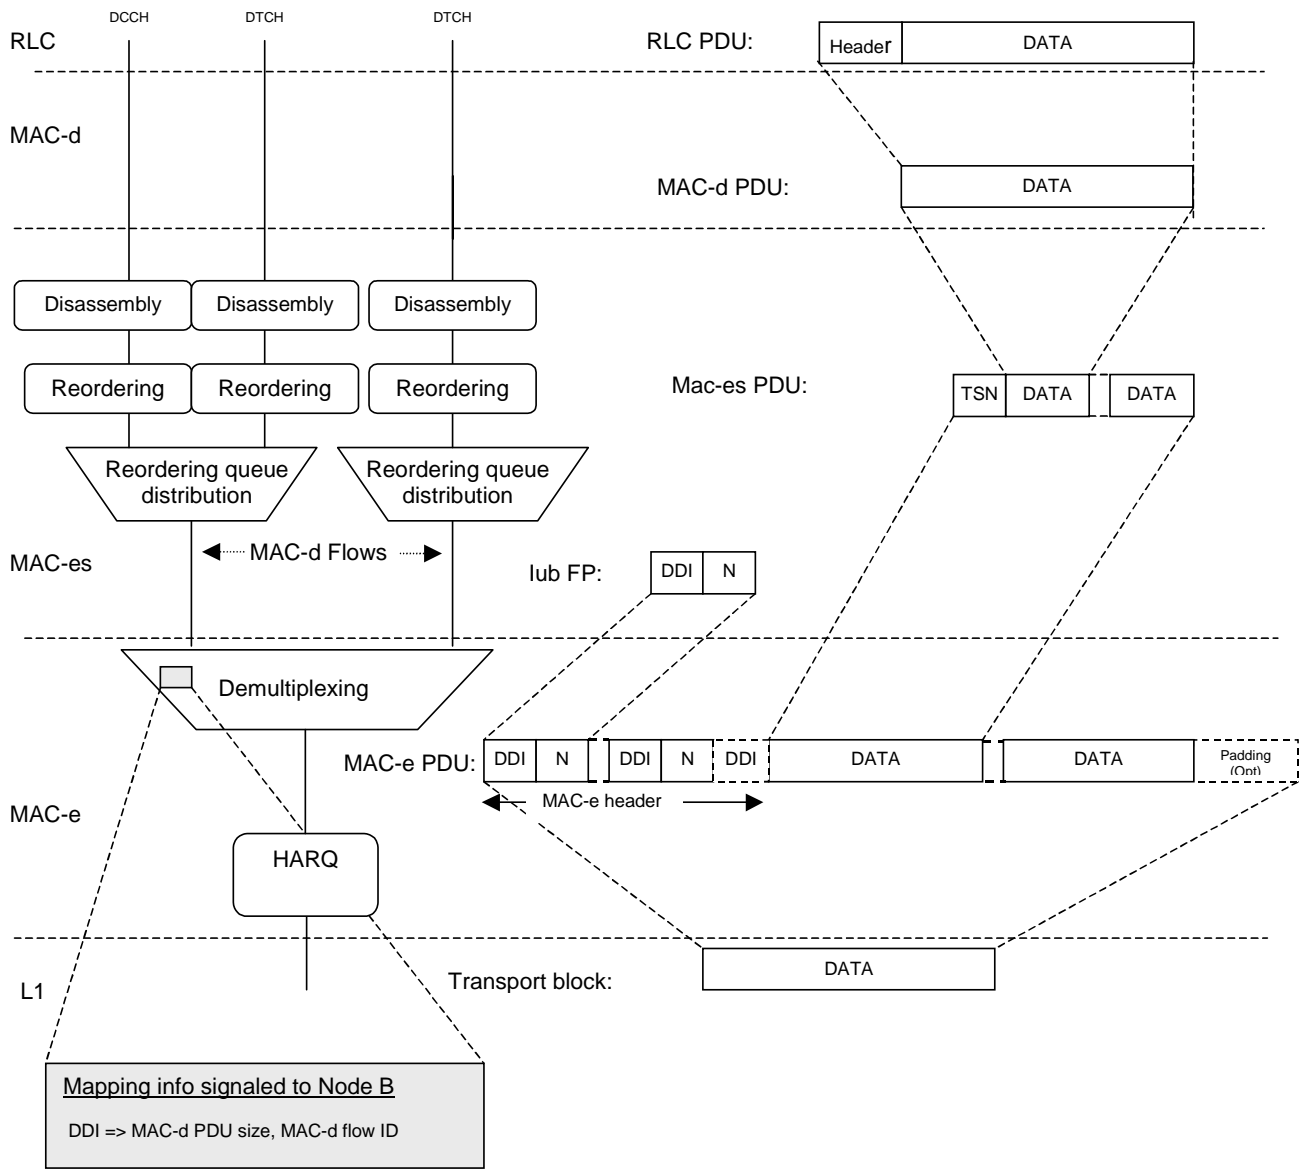 DCCH DTCH DTCH
RLC RLC PDU: Header DATA
MAC-d
MAC-d PDU: DATA
Disassembly Disassembly Disassembly
Reordering Reordering Reordering
Mac-es PDU: TSN DATA DATA
Reordering queue distribution
Reordering queue distribution
MAC-d Flows
MAC-es
Iub FP: DDI N
Demultiplexing
MAC-e PDU: DDI N DDI N DDI DATA DATA Padding (Opt)
MAC-e header
MAC-e
HARQ
Transport block: DATA
L1
Mapping info signaled to Node B
DDI => MAC-d PDU size, MAC-d flow ID